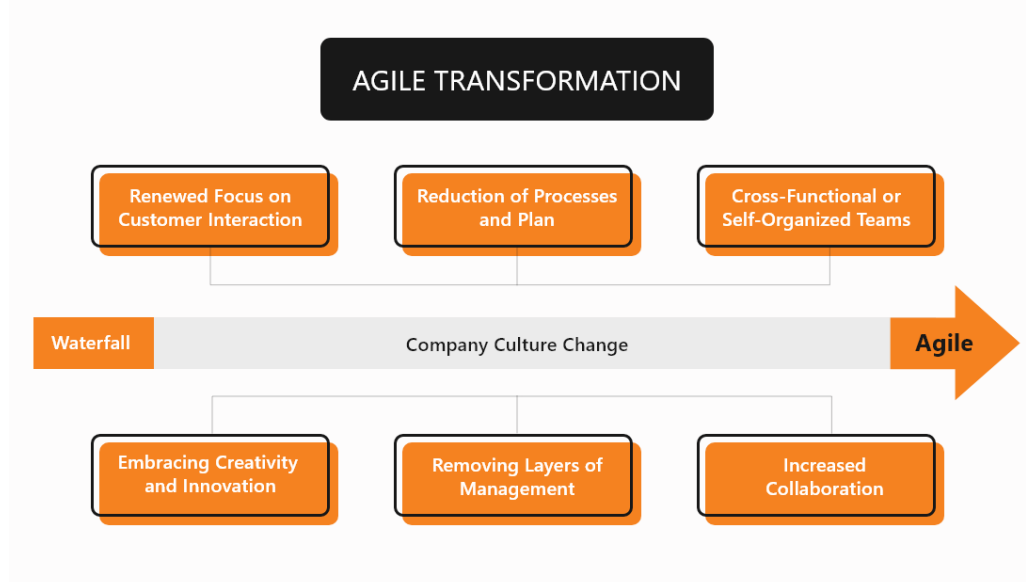 AGILE TRANSFORMATION
Renewed Focus on
Customer Interaction
Reduction of Processes
and Plan
Cross-Functional or
Self-Organized Teams
Waterfall
Company Culture Change
Agile
Embracing Creativity
and Innovation
Removing Layers of
Management
Increased
Collaboration